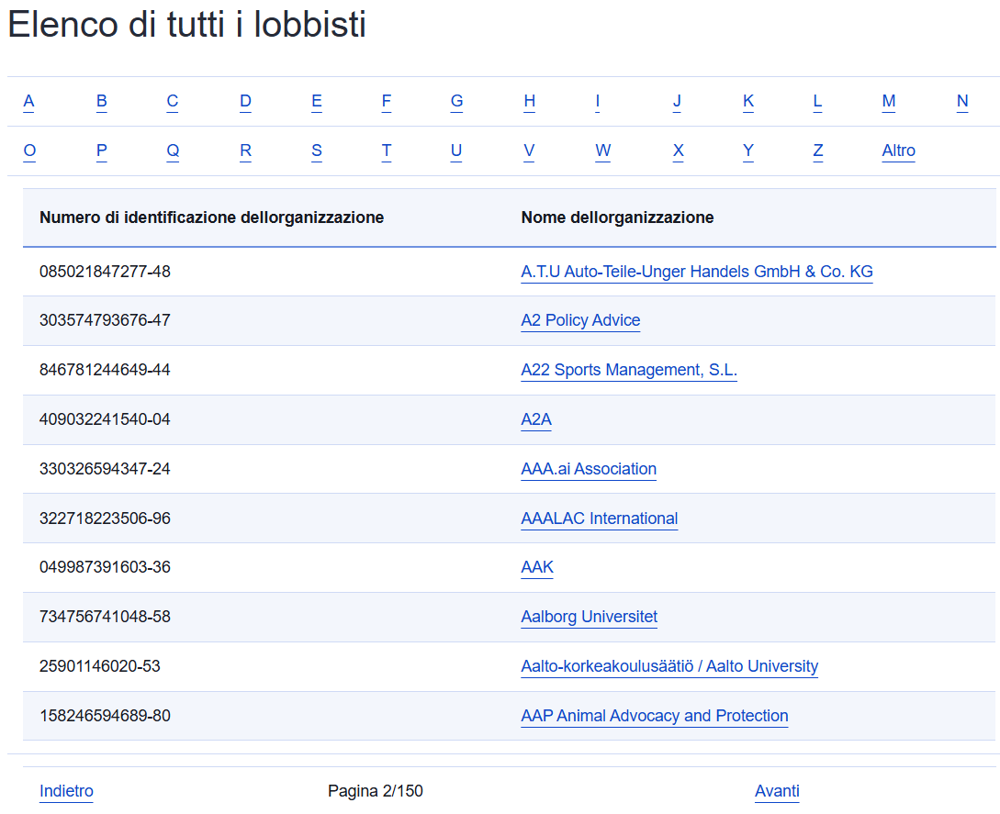 Elenco di tutti i lobbisti
A B C D E F G H I J K L M N
O P Q R S T U V W X Y Z Altro
Numero di identificazione dellorganizzazione Nome dellorganizzazione
085021847277-48 A.T.U Auto-Teile-Unger Handels GmbH & Co. KG
303574793676-47 A2 Policy Advice
846781244649-44 A22 Sports Management, S.L.
409032241540-04 A2A
330326594347-24 AAA.ai Association
322718223506-96 AAALAC International
049987391603-36 AAK
734756741048-58 Aalborg Universitet
25901146020-53 Aalto-korkeakoulusäätiö / Aalto University
158246594689-80 AAP Animal Advocacy and Protection
Indietro Pagina 2/150 Avanti